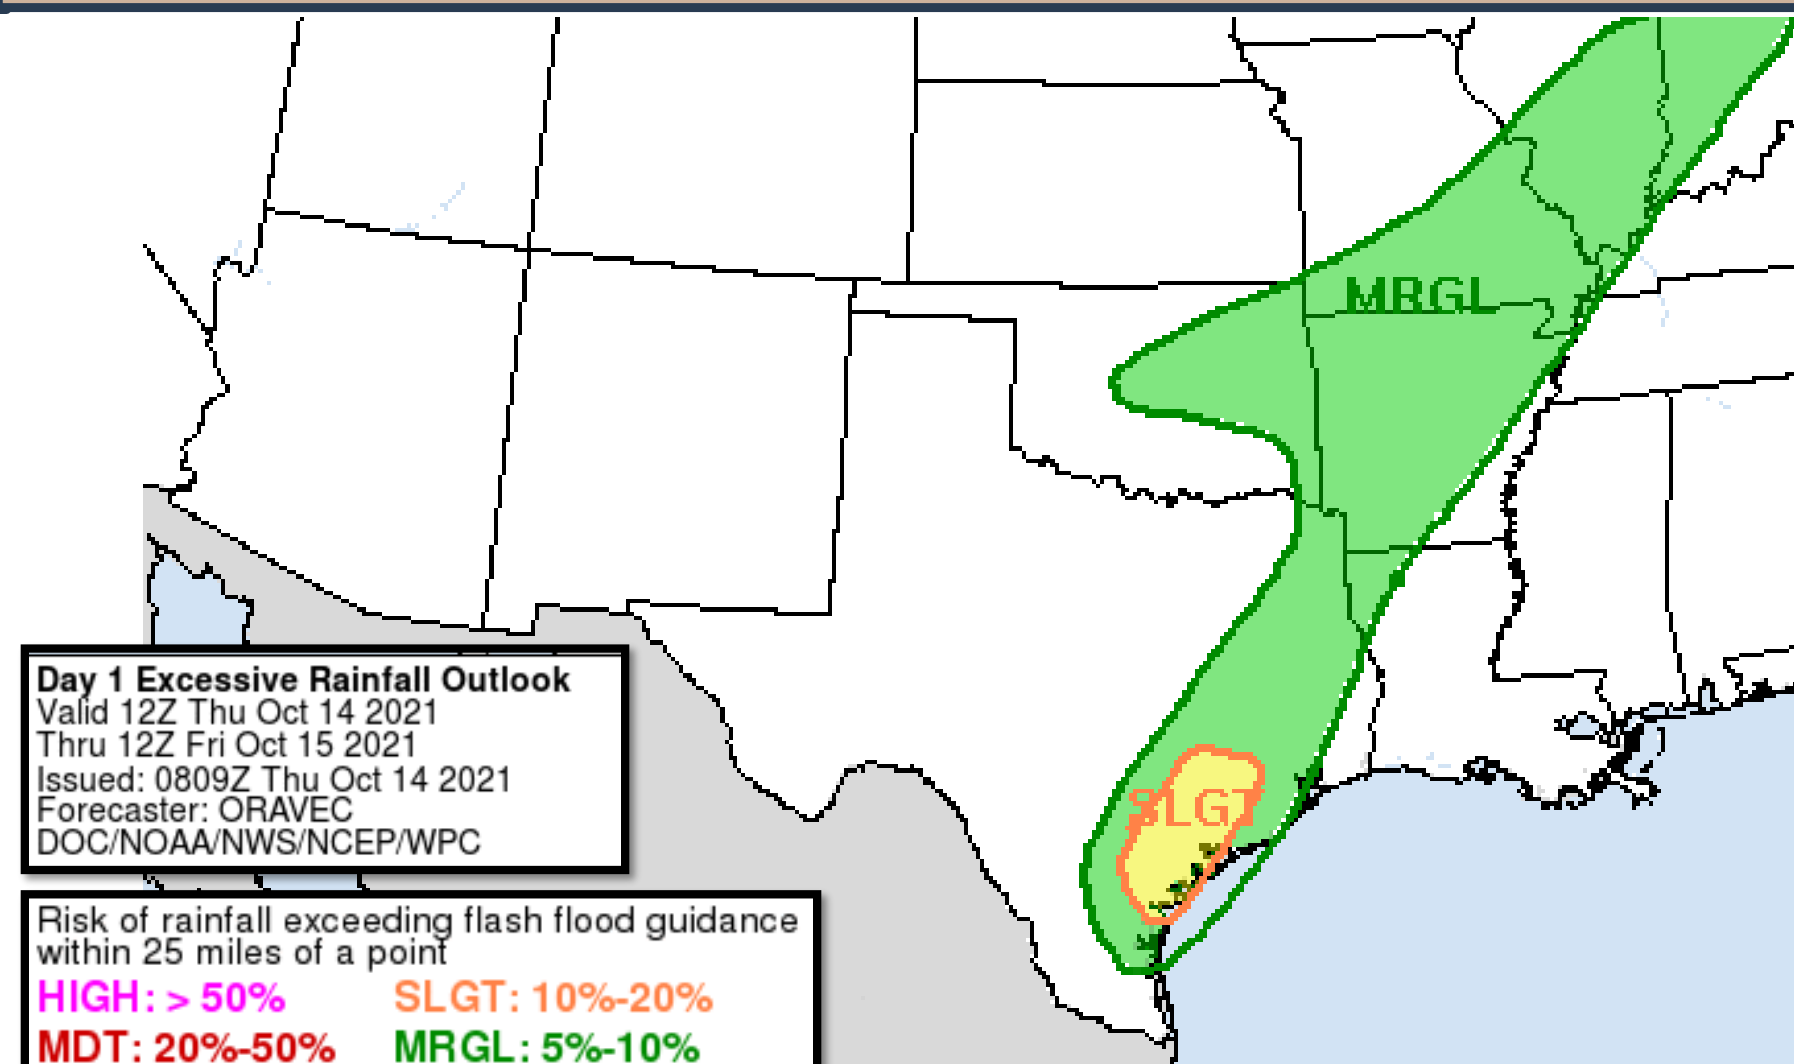 MRGL
SLGT
Day 1 Excessive Rainfall Outlook
Valid 12Z Thu Oct 14 2021
Thru 12Z Fri Oct 15 2021
Issued: 0809Z Thu Oct 14 2021
Forecaster: ORAVEC
DOC/NOAA/NWS/NCEP/WPC
Risk of rainfall exceeding flash flood guidance
within 25 miles of a point
HIGH: > 50% SLGT: 10%-20%
MDT: 20%-50% MRGL: 5%-10%